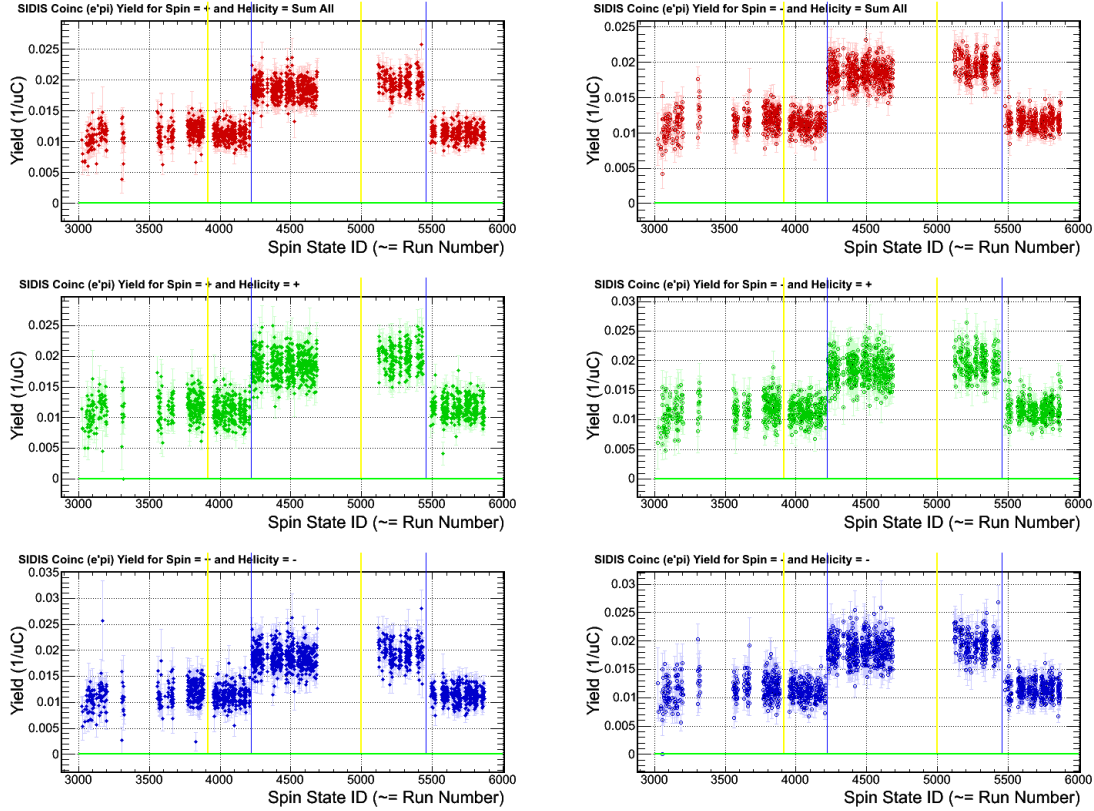 SIDIS Coinc (e'pi) Yield for Spin = + and Helicity = Sum All
Yield (1/uC)
0.025
0.02
0.015
0.01
0.005
0
3000 3500 4000 4500 5000 5500 6000
Spin State ID (~= Run Number)
SIDIS Coinc (e'pi) Yield for Spin = - and Helicity = Sum All
Yield (1/uC)
0.025
0.02
0.015
0.01
0.005
0
3000 3500 4000 4500 5000 5500 6000
Spin State ID (~= Run Number)
SIDIS Coinc (e'pi) Yield for Spin = + and Helicity = +
Yield (1/uC)
0.025
0.02
0.015
0.01
0.005
0
3000 3500 4000 4500 5000 5500 6000
Spin State ID (~= Run Number)
SIDIS Coinc (e'pi) Yield for Spin = - and Helicity = +
Yield (1/uC)
0.03
0.025
0.02
0.015
0.01
0.005
0
3000 3500 4000 4500 5000 5500 6000
Spin State ID (~= Run Number)
SIDIS Coinc (e'pi) Yield for Spin = + and Helicity = -
Yield (1/uC)
0.035
0.03
0.025
0.02
0.015
0.01
0.005
0
3000 3500 4000 4500 5000 5500 6000
Spin State ID (~= Run Number)
SIDIS Coinc (e'pi) Yield for Spin = - and Helicity = -
Yield (1/uC)
0.03
0.025
0.02
0.015
0.01
0.005
0
3000 3500 4000 4500 5000 5500 6000
Spin State ID (~= Run Number)